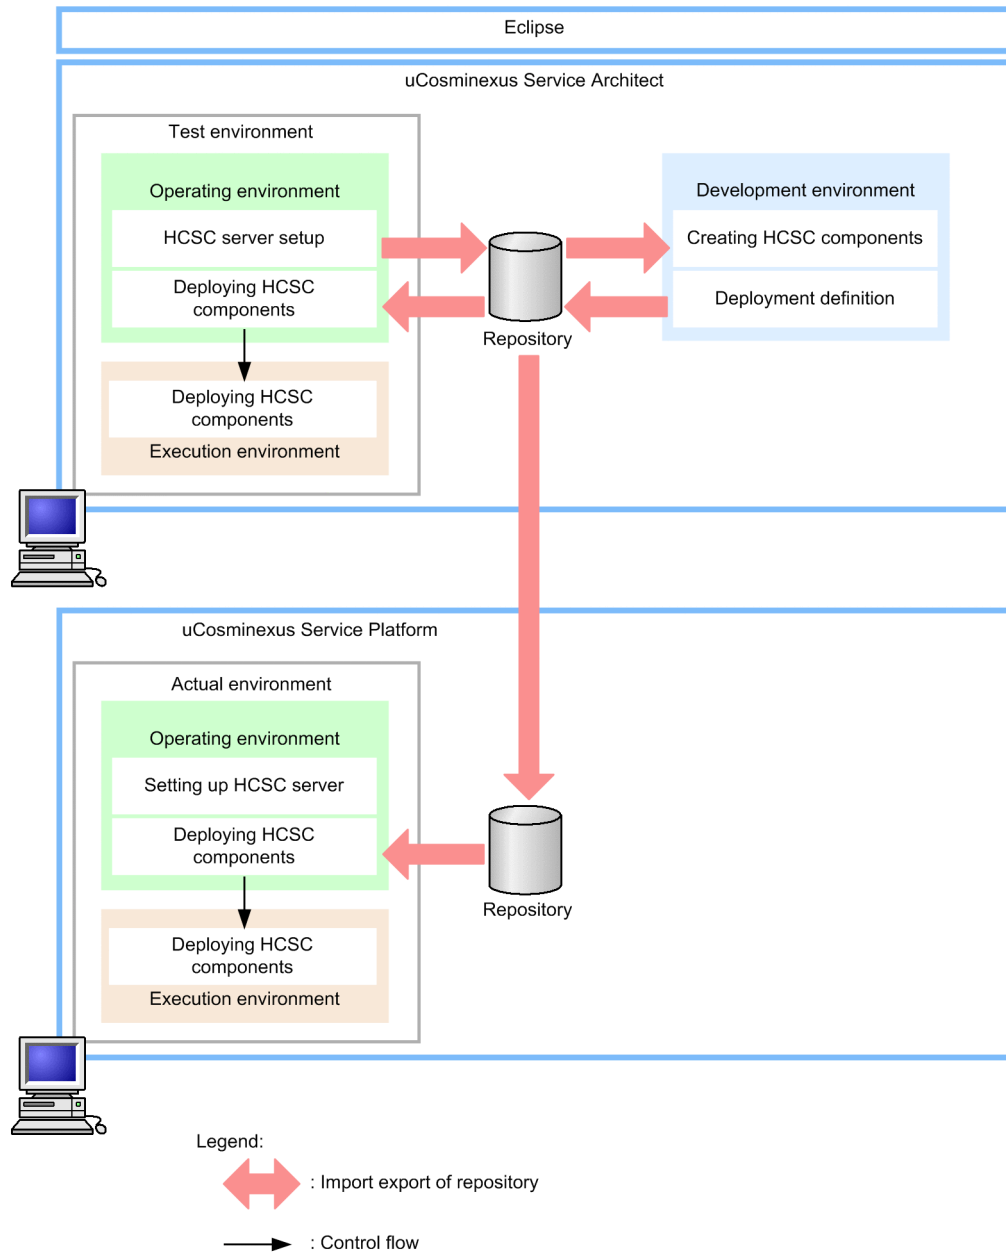 Eclipse
uCosminexus Service Architect
Test environment
Operating environment
HCSC server setup
Deploying HCSC
components
Deploying HCSC
components
Execution environment
Repository
Development environment
Creating HCSC components
Deployment definition
uCosminexus Service Platform
Actual environment
Operating environment
Setting up HCSC server
Deploying HCSC
components
Deploying HCSC
components
Execution environment
Repository
Legend:
: Import export of repository
: Control flow